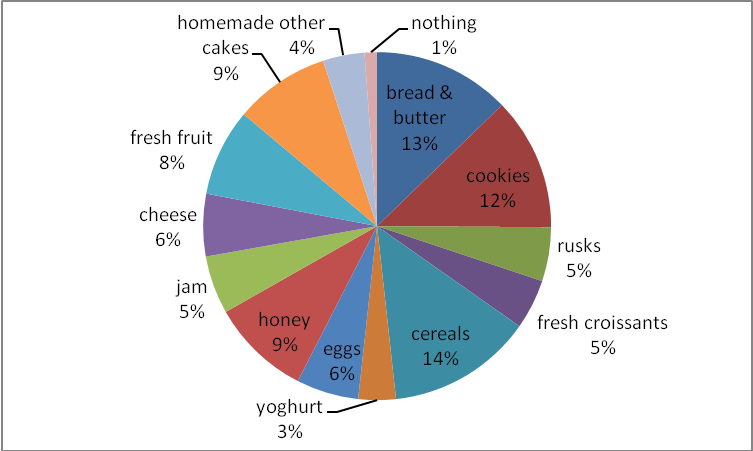 nothing
1%
bread &
butter
13%
cookies
12%
rusks
5%
fresh croissants
5%
cereals
14%
yoghurt
3%
eggs
6%
honey
9%
jam
5%
cheese
6%
fresh fruit
8%
homemade
cakes
9%
other
4%